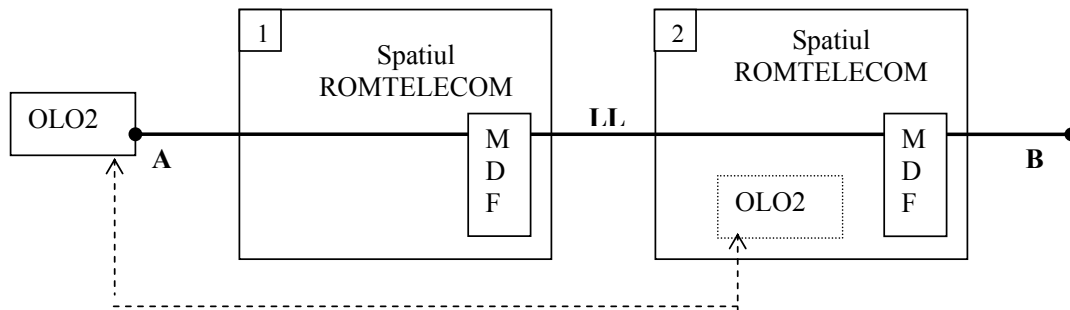 1
Spatiul
ROMTELECOM
2
Spatiul
ROMTELECOM
OLO2
A
M
D
F
LL
OLO2
M
D
F
B